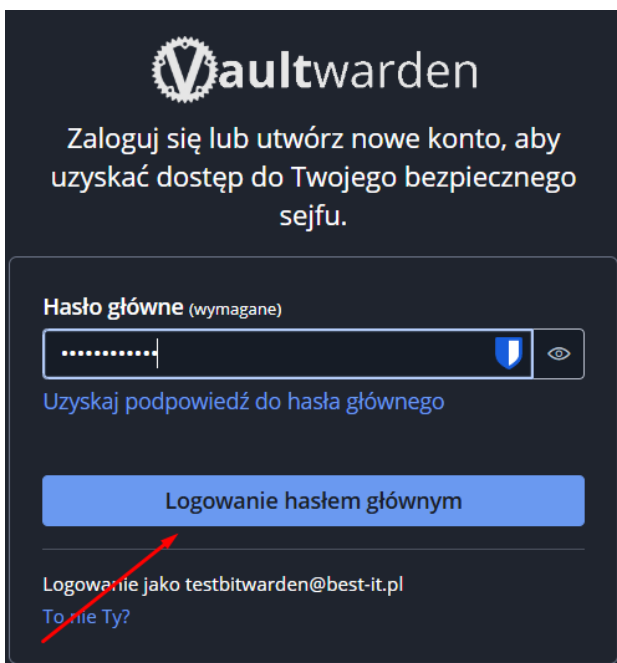 Vaultwarden
Zaloguj się lub utwórz nowe konto, aby
uzyskać dostęp do Twojego bezpiecznego
sejfu.
Hasło główne (wymagane)
••••••••••••
Uzyskaj podpowiedź do hasła głównego
Logowanie hasłem głównym
Logowanie jako testbitwarden@best-it.pl
To nie Ty?